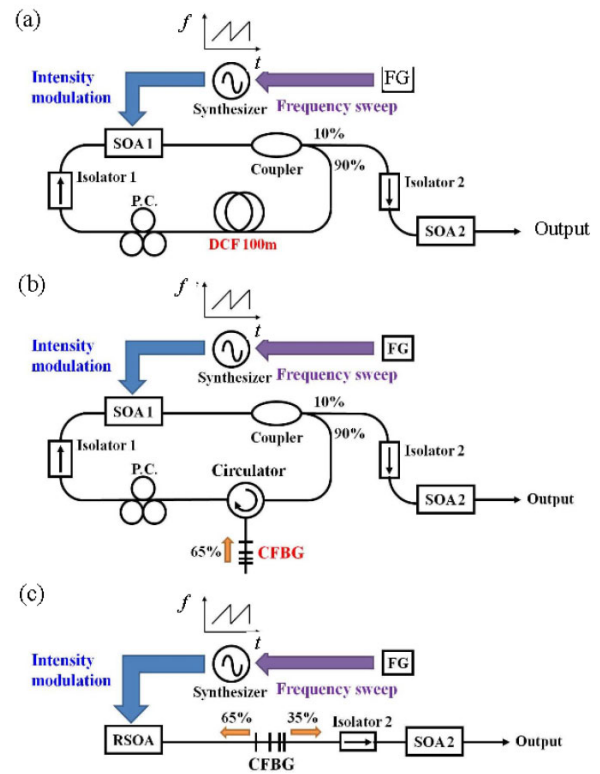 (a)
f
t
Intensity
modulation
Synthesizer
Frequency sweep
FG
SOA 1
Coupler
10%
90%
Isolator 1
P.C.
DCF 100m
Isolator 2
SOA 2
Output
(b)
f
t
Intensity
modulation
Synthesizer
Frequency sweep
FG
SOA 1
Coupler
10%
90%
Isolator 1
P.C.
Circulator
65%
CFBG
Isolator 2
SOA 2
Output
(c)
f
t
Intensity
modulation
Synthesizer
Frequency sweep
FG
RSOA
65%
35%
CFBG
Isolator 2
SOA 2
Output